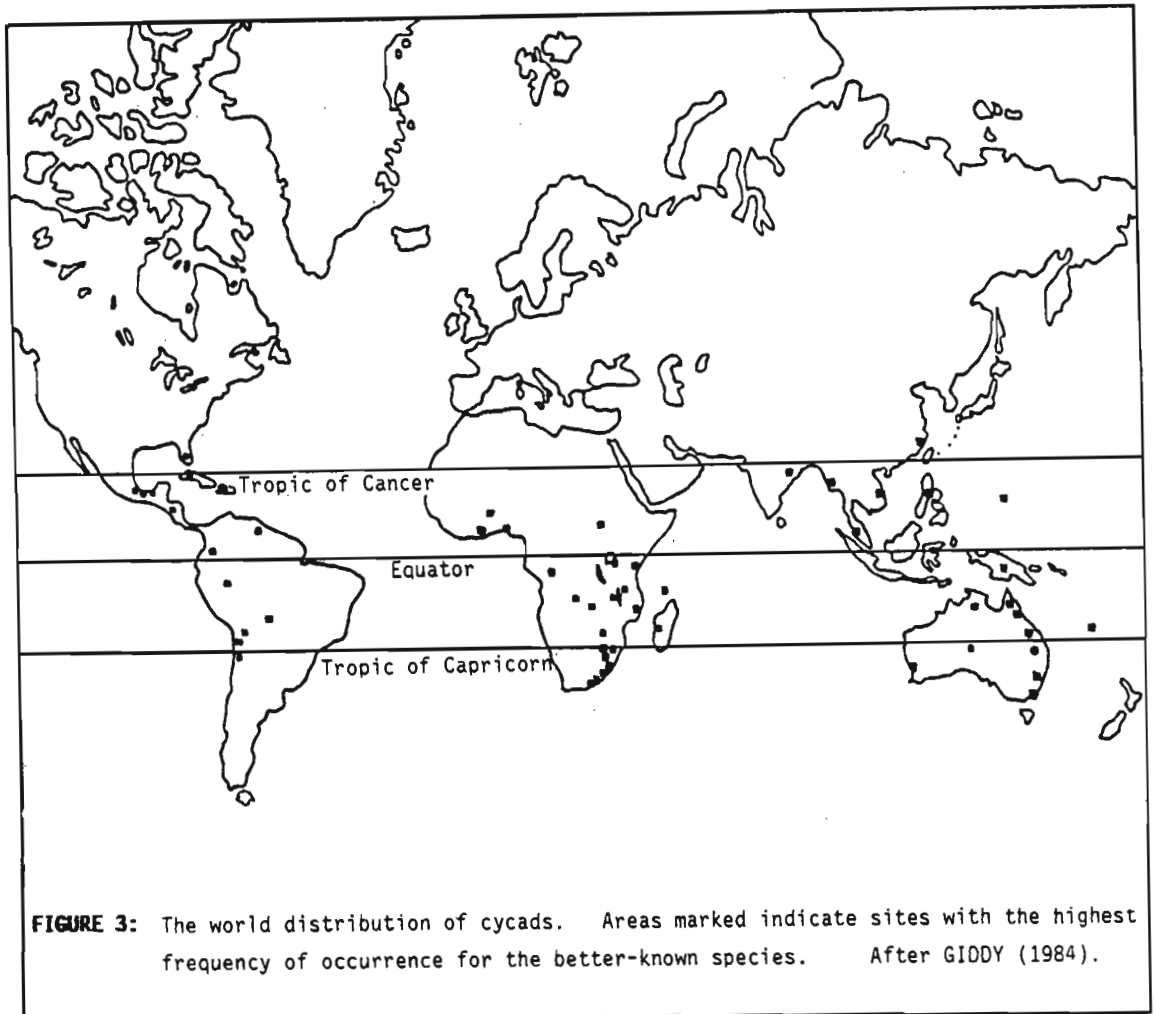 Tropic of Cancer
Equator
Tropic of Capricorn
FIGURE 3: The world distribution of cycads. Areas marked indicate sites with the highest
frequency of occurrence for the better-known species. After GIDDY (1984).